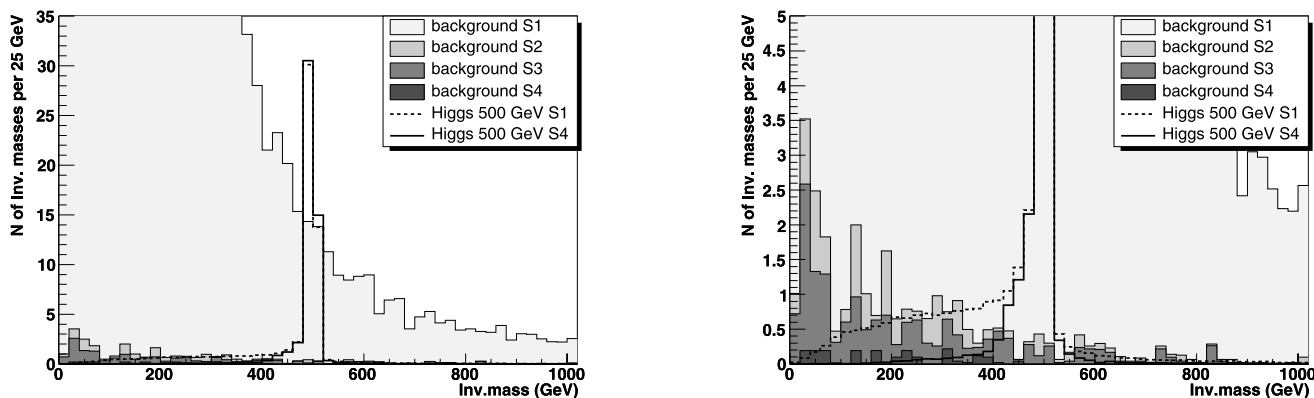 N of Inv. masses per 25 GeV
35
30
25
20
15
10
5
0
background S1
background S2
background S3
background S4
Higgs 500 GeV S1
Higgs 500 GeV S4
0 200 400 600 800 1000
Inv.mass (GeV)
N of Inv. masses per 25 GeV
5
4.5
4
3.5
3
2.5
2
1.5
1
0.5
0
background S1
background S2
background S3
background S4
Higgs 500 GeV S1
Higgs 500 GeV S4
0 200 400 600 800 1000
Inv.mass (GeV)